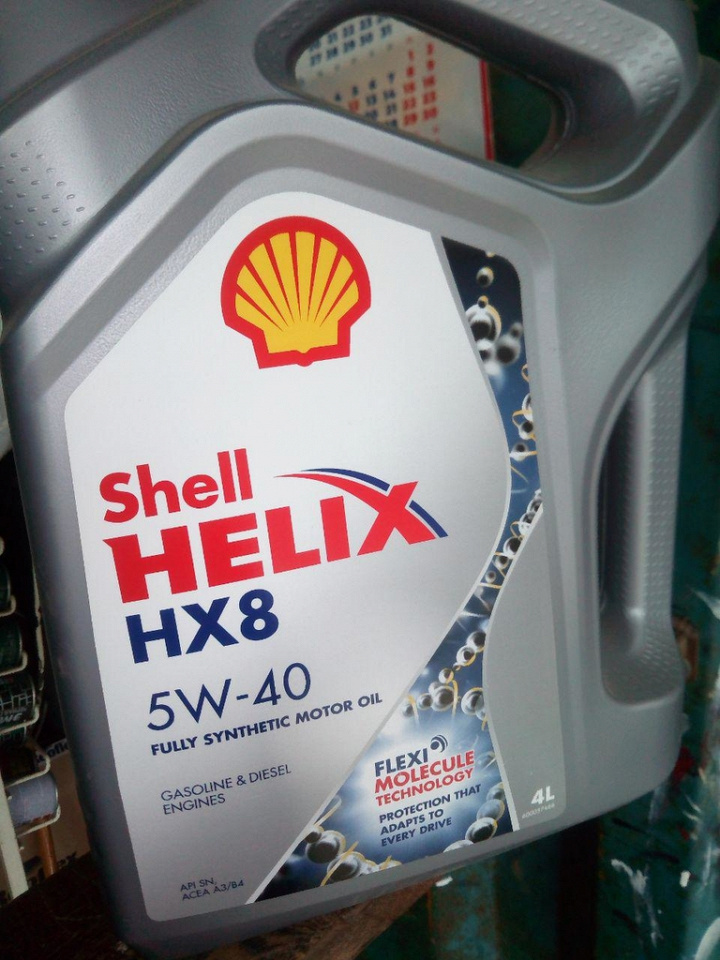 Shell
HELIX
HX8
5W-40
FULLY SYNTHETIC MOTOR OIL
GASOLINE & DIESEL
ENGINES
FLEXI
MOLECULE
TECHNOLOGY
PROTECTION THAT
ADAPTS TO
EVERY DRIVE
4L
API SN,
ACEA A3/B4